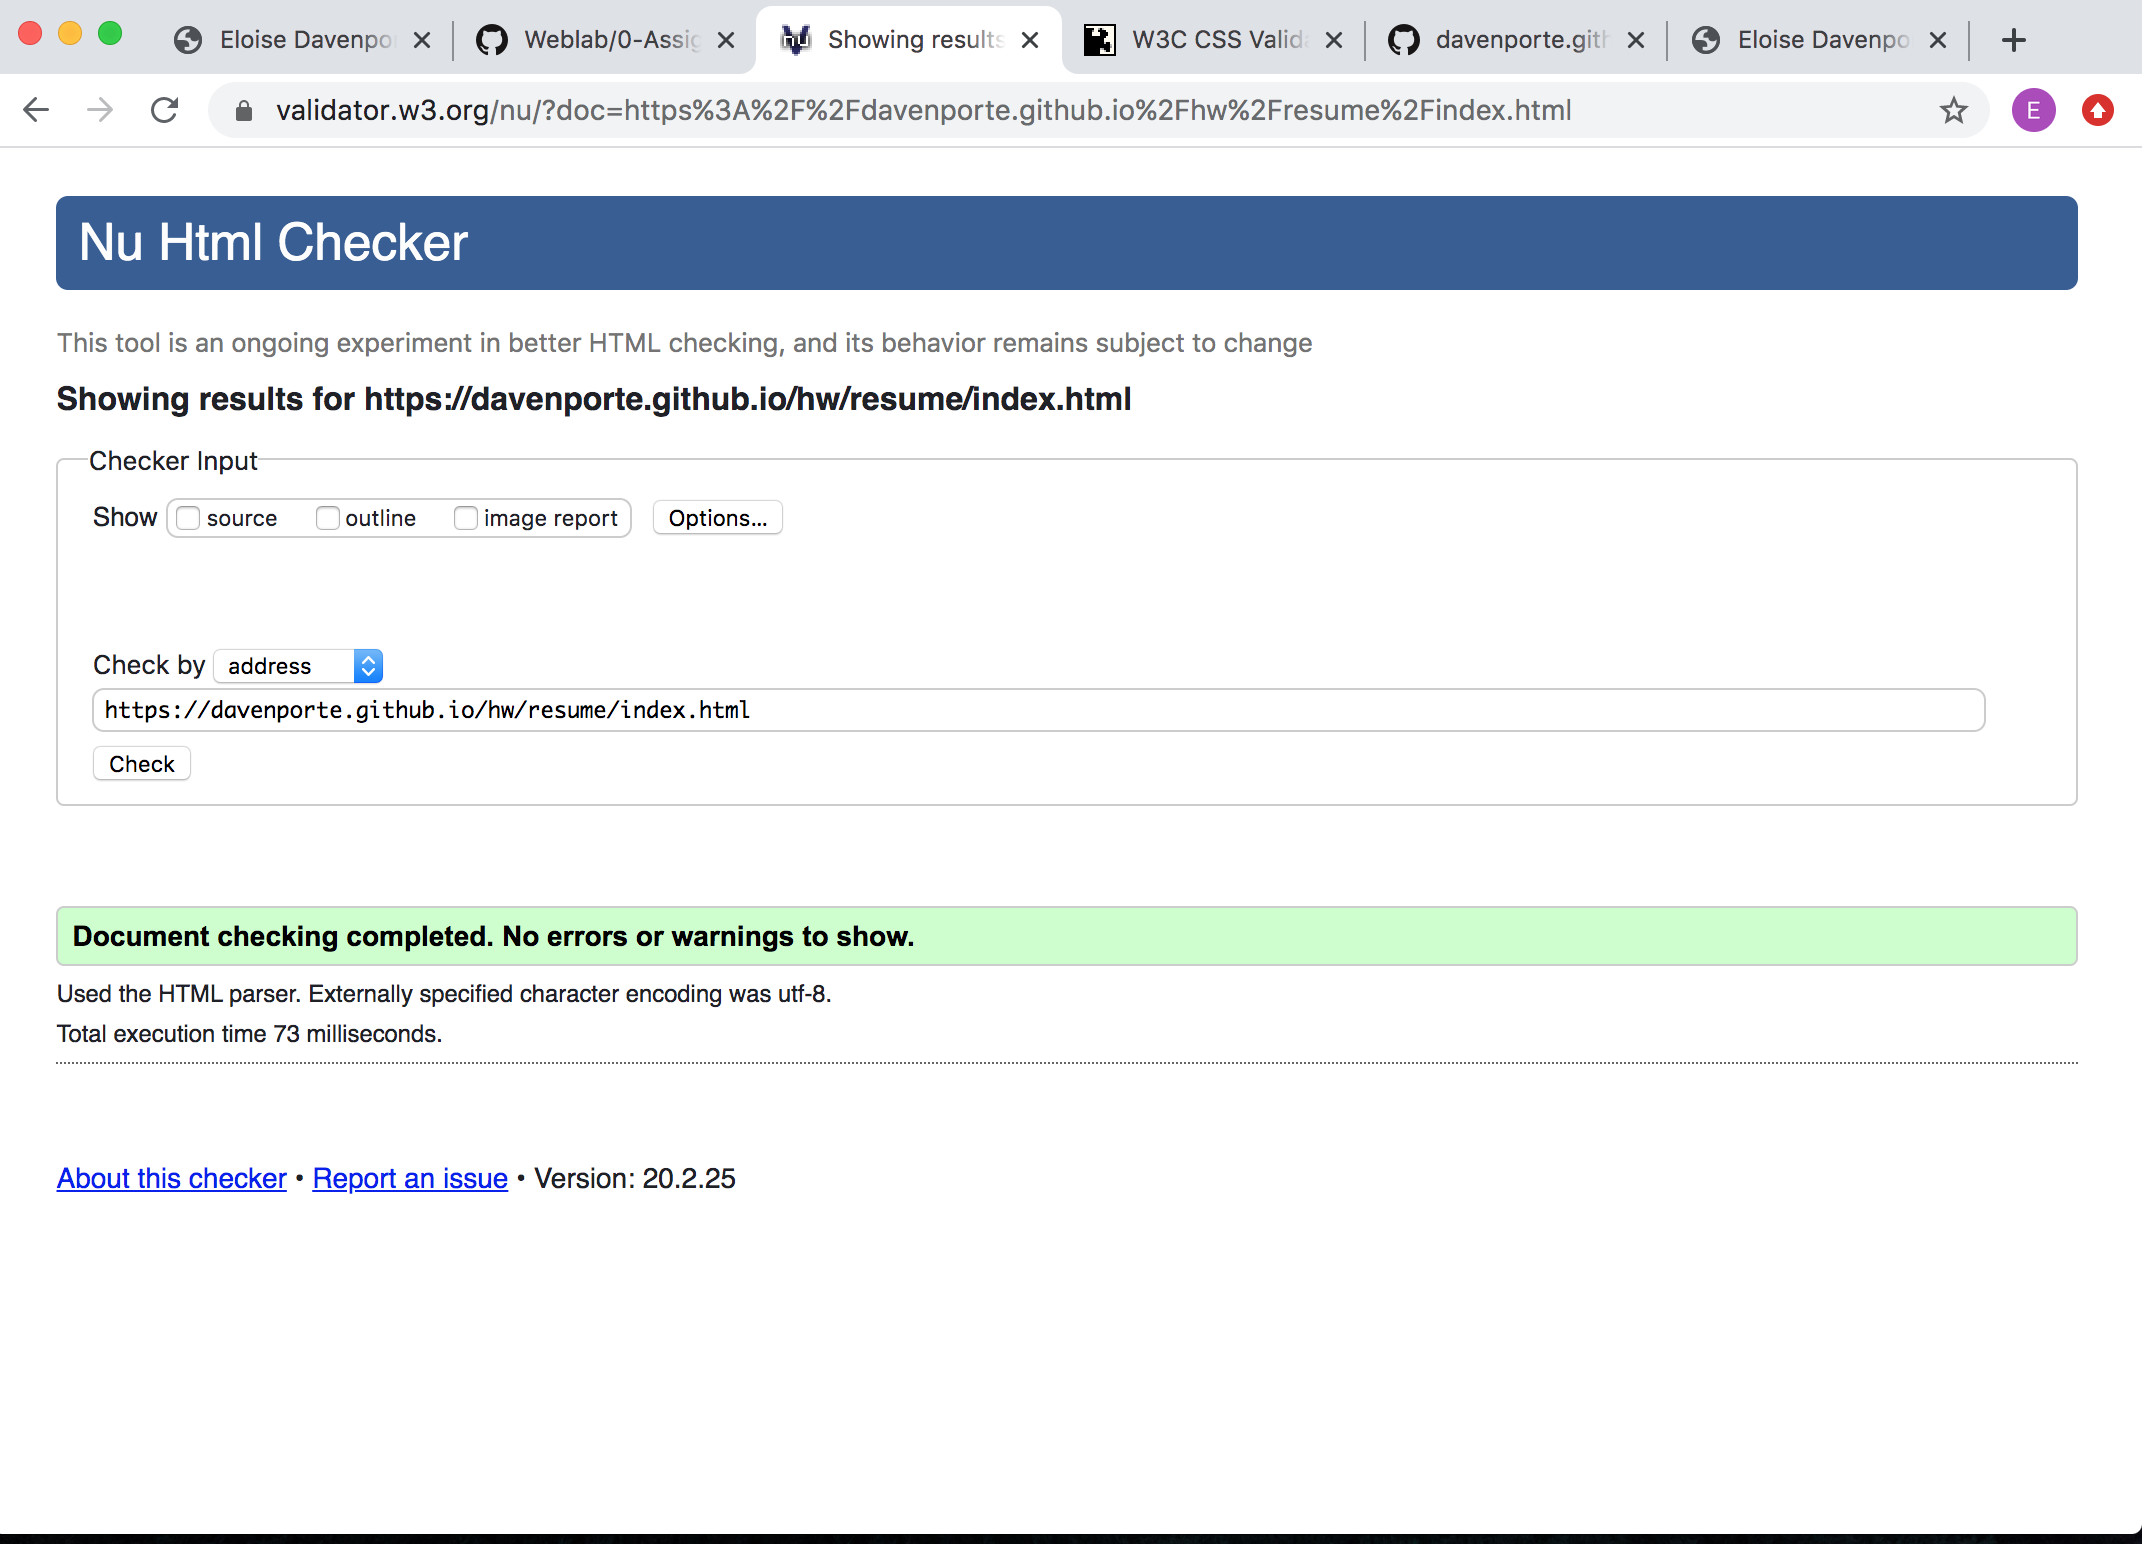 Eloise Davenpo
Weblab/0-Assig
Showing results
W3C CSS Valid
davenporte.gith
Eloise Davenpo
validator.w3.org/nu/?doc=https%3A%2F%2Fdavenporte.github.io%2Fhw%2Fresume%2Findex.html
E
Nu Html Checker
This tool is an ongoing experiment in better HTML checking, and its behavior remains subject to change
Showing results for https://davenporte.github.io/hw/resume/index.html
Checker Input
Show source outline image report Options...
Check by address
https://davenporte.github.io/hw/resume/index.html
Check
Document checking completed. No errors or warnings to show.
Used the HTML parser. Externally specified character encoding was utf-8.
Total execution time 73 milliseconds.
About this checker • Report an issue • Version: 20.2.25